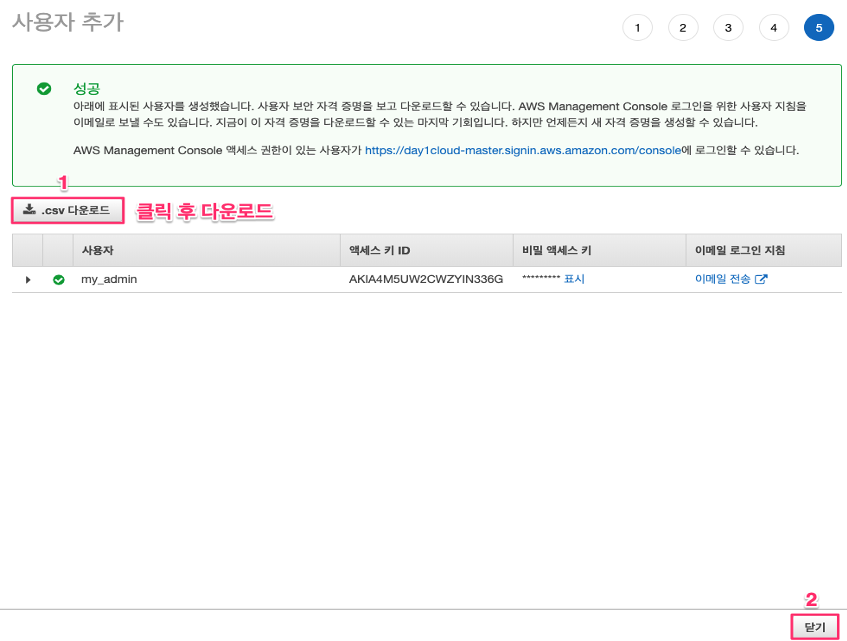 사용자 추가
1 2 3 4 5
성공
아래에 표시된 사용자를 생성했습니다. 사용자 보안 자격 증명을 보고 다운로드할 수 있습니다. AWS Management Console 로그인을 위한 사용자 지침을
이메일로 보낼 수도 있습니다. 지금이 이 자격 증명을 다운로드할 수 있는 마지막 기회입니다. 하지만 언제든지 새 자격 증명을 생성할 수 있습니다.
AWS Management Console 액세스 권한이 있는 사용자가 https://day1cloud-master.signin.aws.amazon.com/console에 로그인할 수 있습니다.
1
.csv 다운로드 클릭 후 다운로드
사용자 액세스 키 ID 비밀 액세스 키 이메일 로그인 지침
my_admin AKIA4M5UW2CWZYIN336G ********* 표시 이메일 전송
2
닫기